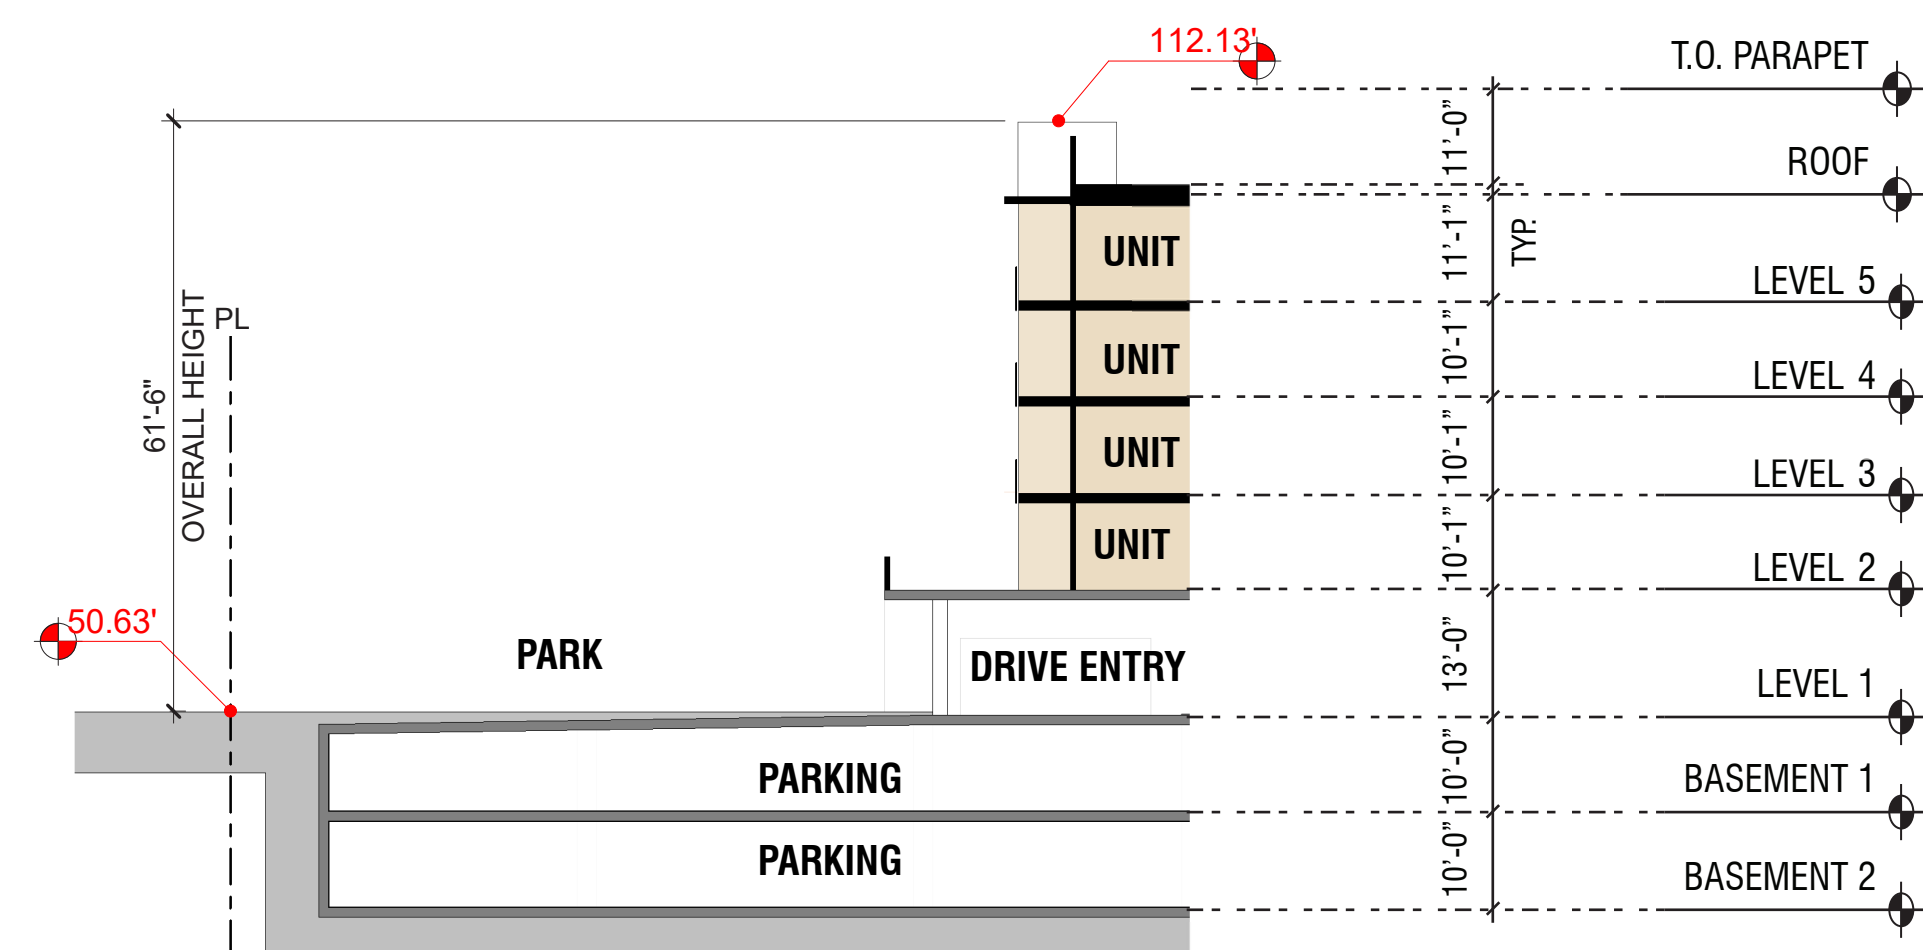 112.13'
T.O. PARAPET
11’-0”
ROOF
11’-1”
TYP.
UNIT
LEVEL 5
10’-1”
UNIT
LEVEL 4
10’-1”
UNIT
LEVEL 3
10’-1”
UNIT
LEVEL 2
61'-6"
OVERALL HEIGHT
PL
50.63'
PARK
DRIVE ENTRY
13’-0”
LEVEL 1
PARKING
10’-0”
BASEMENT 1
PARKING
10’-0”
BASEMENT 2